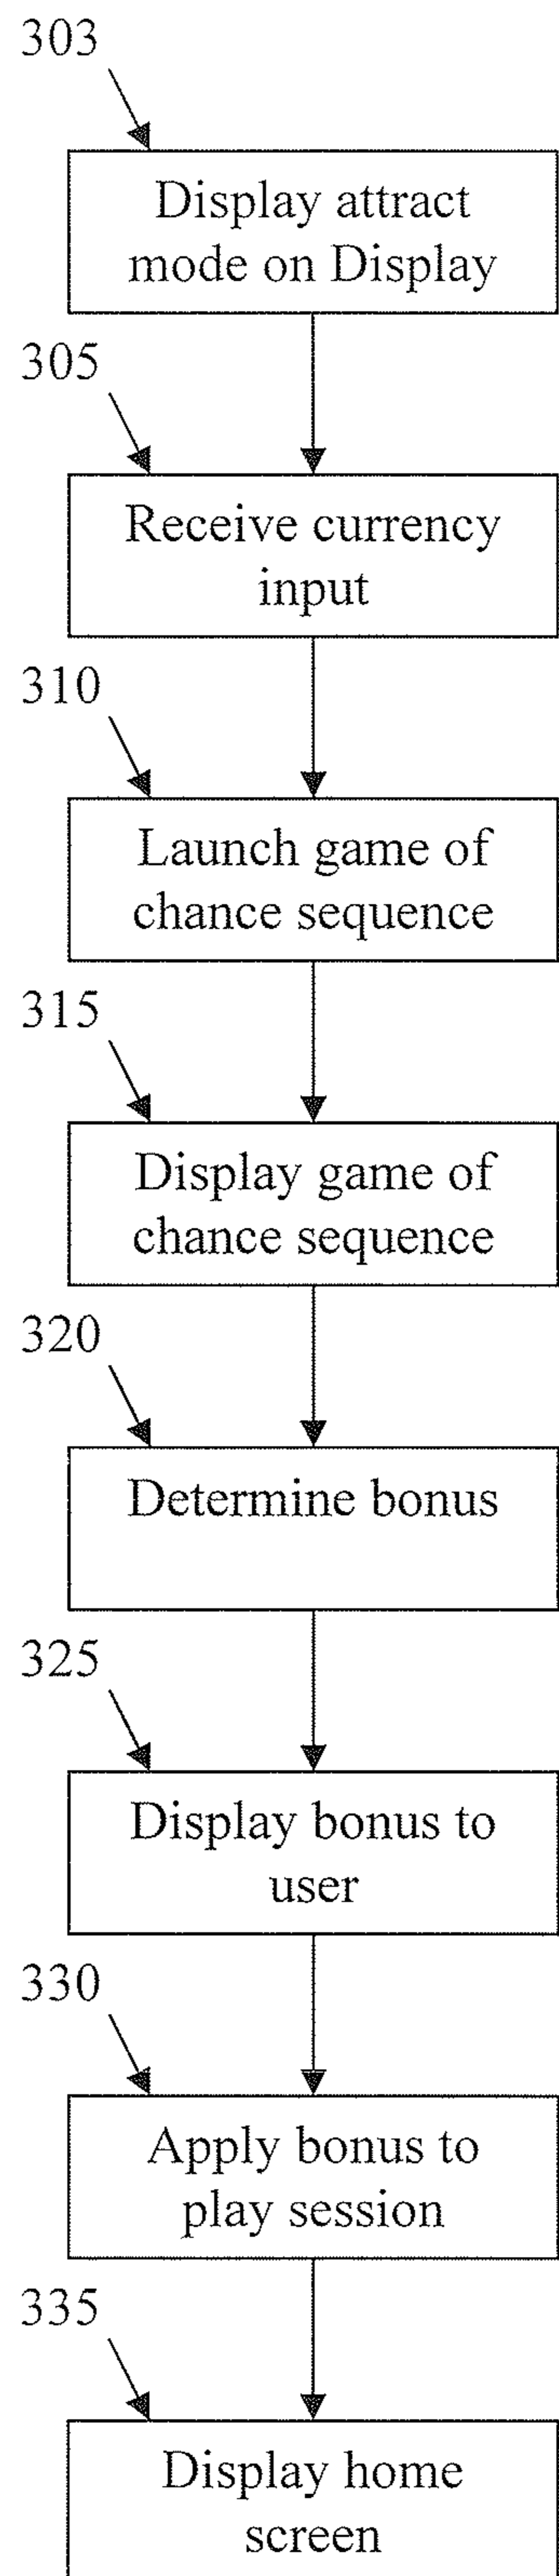 303
Display attract
mode on Display
305
Receive currency
input
310
Launch game of
chance sequence
315
Display game of
chance sequence
320
Determine bonus
325
Display bonus to
user
330
Apply bonus to
play session
335
Display home
screen